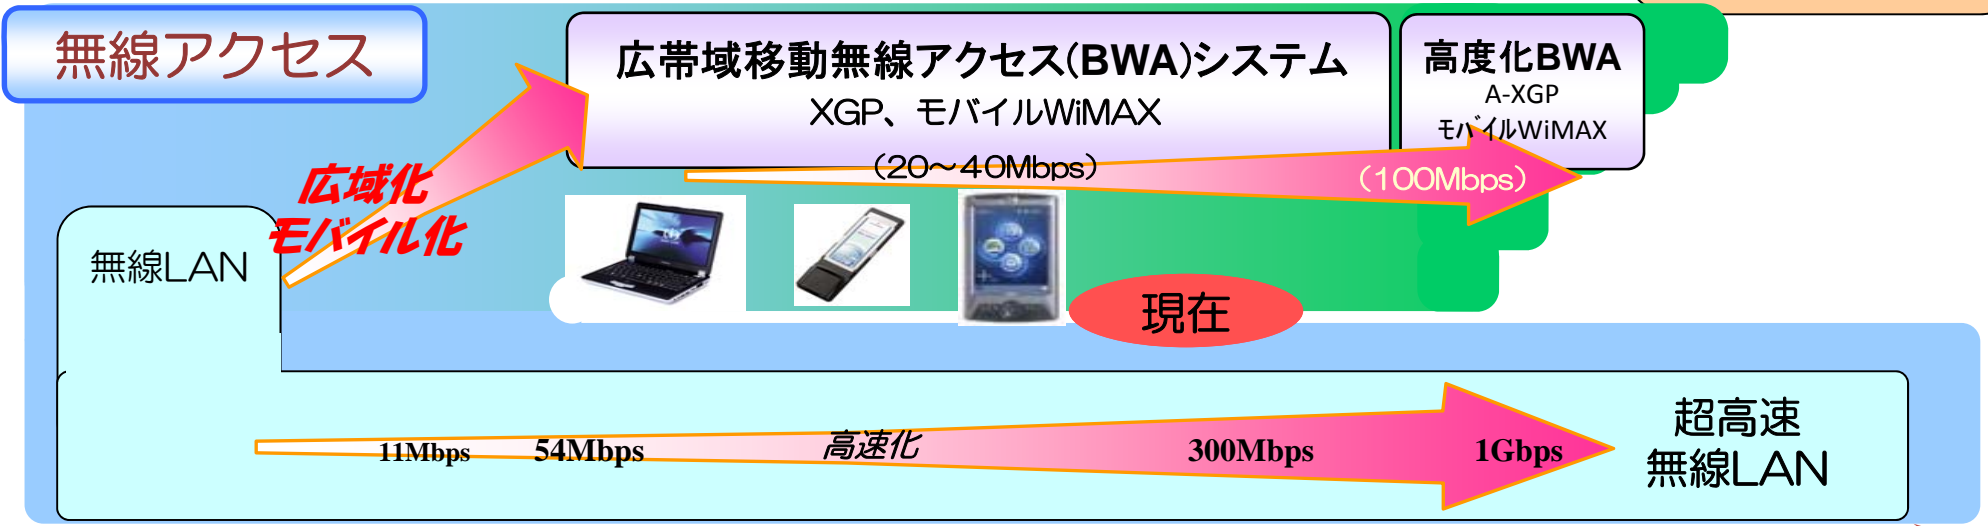 無線アクセス
広帯域移動無線アクセス(BWA)システム
XGP、モバイルWiMAX
(20～40Mbps)
高度化BWA
A-XGP
ﾓﾊﾞｲﾙWiMAX
(100Mbps)
広域化
モバイル化
無線LAN
現在
11Mbps
54Mbps
高速化
300Mbps
1Gbps
超高速
無線LAN